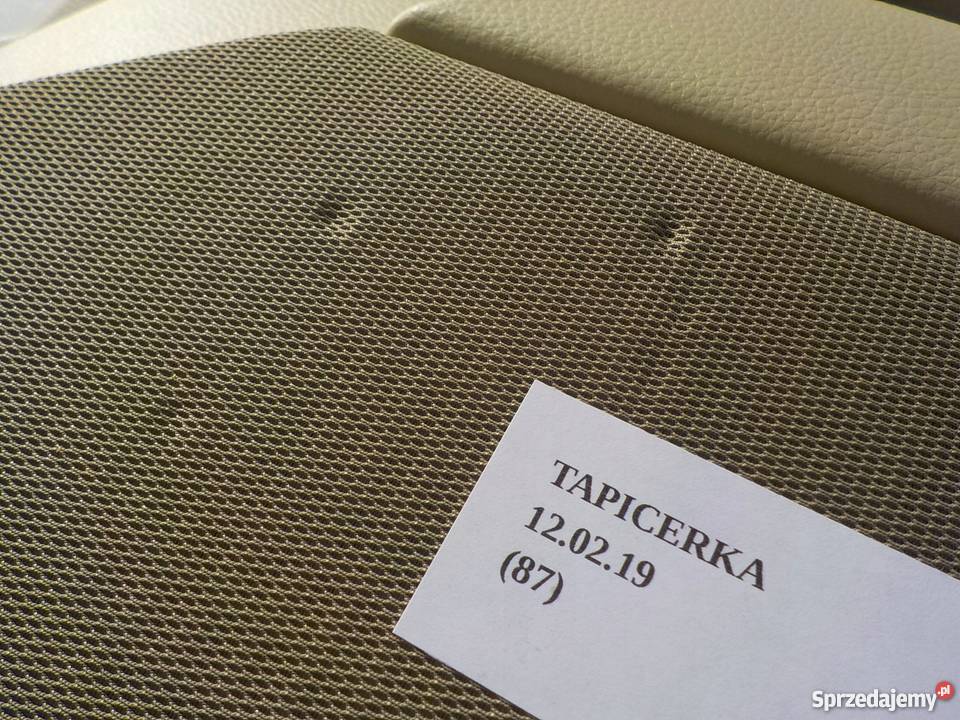 TAPICERKA
12.02.19
(87)
Sprzedajemy.pl